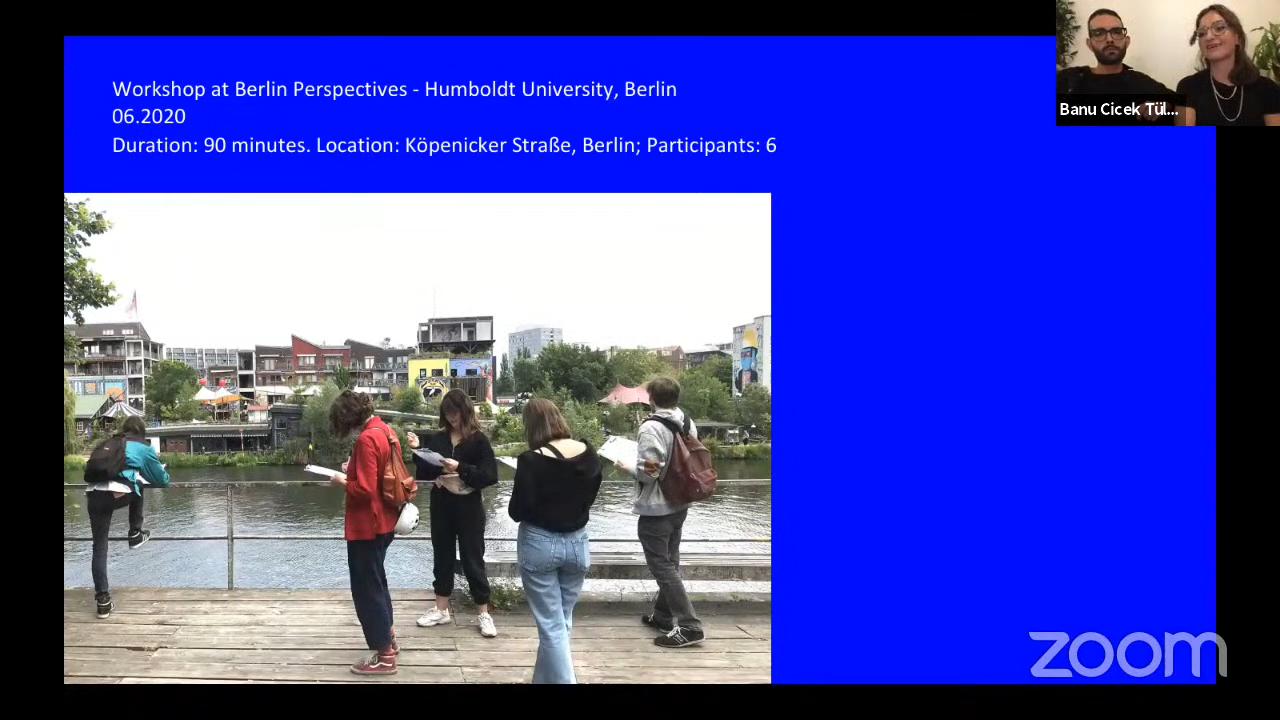 Workshop at Berlin Perspectives - Humboldt University, Berlin
06.2020
Duration: 90 minutes. Location: Köpenicker Straße, Berlin; Participants: 6
Banu Cicek Tül...
zoom